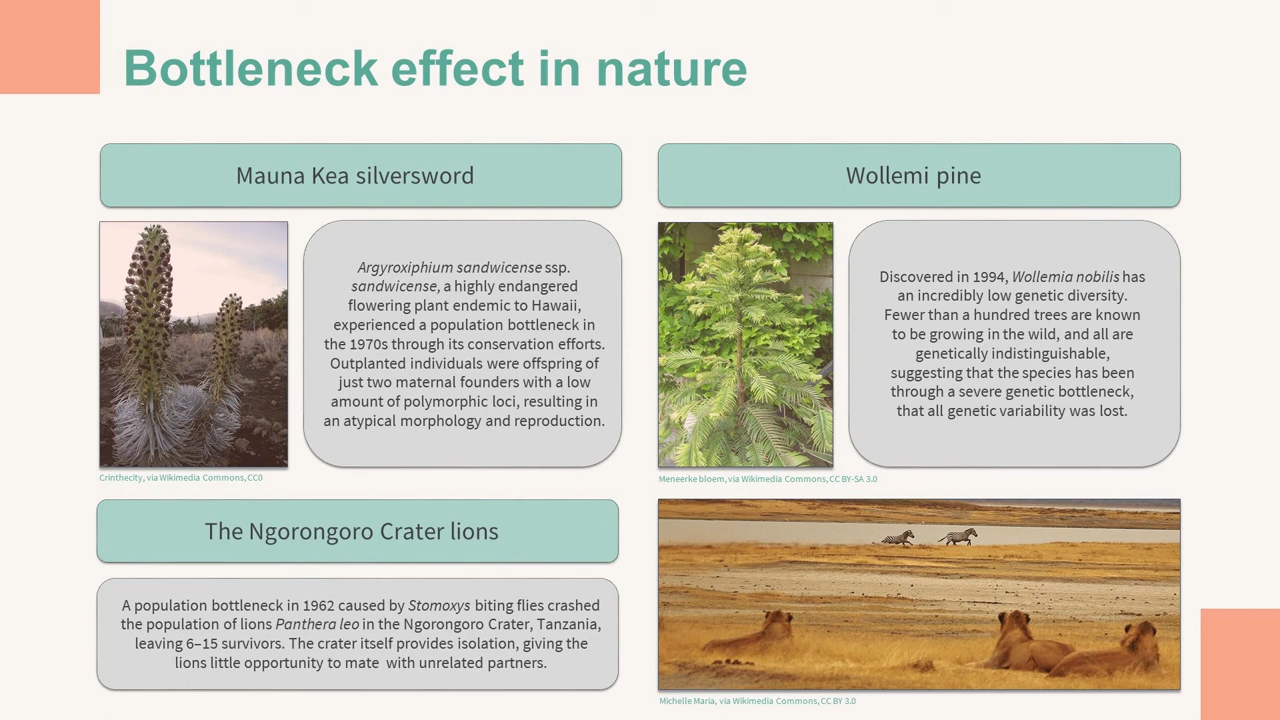 Bottleneck effect in nature
Mauna Kea silversword
Argyroxiphium sandwicense ssp.
sandwicense, a highly endangered
flowering plant endemic to Hawaii,
experienced a population bottleneck in
the 1970s through its conservation efforts.
Outplanted individuals were offspring of
just two maternal founders with a low
amount of polymorphic loci, resulting in
an atypical morphology and reproduction.
Crinthecity, via Wikimedia Commons, CC0
Wollemi pine
Discovered in 1994, Wollemia nobilis has
an incredibly low genetic diversity.
Fewer than a hundred trees are known
to be growing in the wild, and all are
genetically indistinguishable,
suggesting that the species has been
through a severe genetic bottleneck,
that all genetic variability was lost.
Meneerke bloem, via Wikimedia Commons, CC BY-SA 3.0
The Ngorongoro Crater lions
A population bottleneck in 1962 caused by Stomoxys biting flies crashed
the population of lions Panthera leo in the Ngorongoro Crater, Tanzania,
leaving 6–15 survivors. The crater itself provides isolation, giving the
lions little opportunity to mate with unrelated partners.
Michelle Maria, via Wikimedia Commons, CC BY 3.0